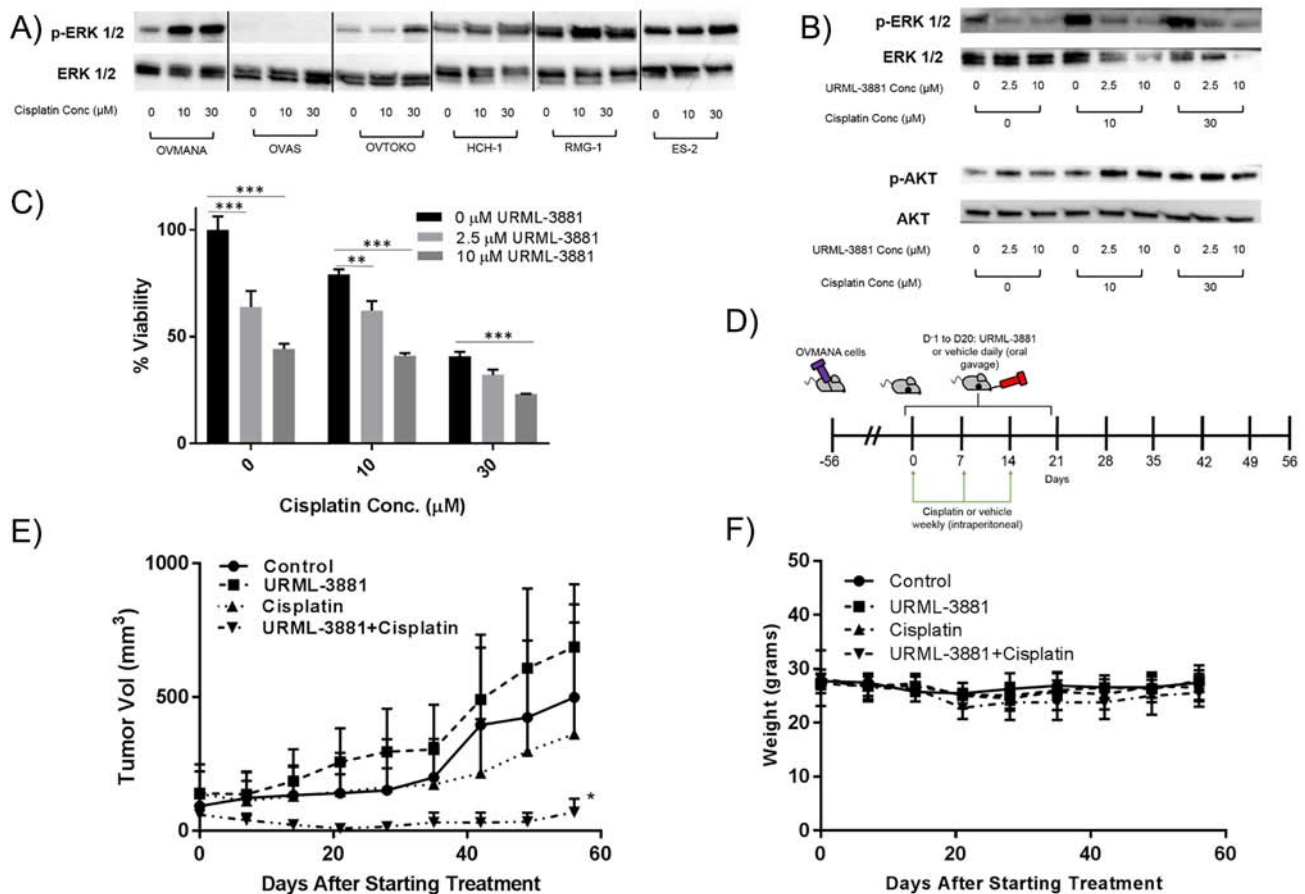 A)
p-ERK 1/2
ERK 1/2
Cisplatin Conc (µM) 0 10 30 0 10 30 0 10 30 0 10 30 0 10 30 0 10 30
OVMANA OVAS OVTOKO HCH-1 RMG-1 ES-2
B)
p-ERK 1/2
ERK 1/2
URML-3881 Conc (µM) 0 2.5 10 0 2.5 10 0 2.5 10
Cisplatin Conc (µM) 0 10 30
p-AKT
AKT
URML-3881 Conc (µM) 0 2.5 10 0 2.5 10 0 2.5 10
Cisplatin Conc (µM) 0 10 30
C)
***
***
***
**
***
0 µM URML-3881
2.5 µM URML-3881
10 µM URML-3881
% Viability
100
50
0
0 10 30
Cisplatin Conc. (µM)
D)
OVMANA cells
D-1 to D20: URML-3881
or vehicle daily (oral
gavage)
-56 0 7 14 21 28 35 42 49 56
Days
Cisplatin or vehicle
weekly (intraperitoneal)
E)
Control
URML-3881
Cisplatin
URML-3881+Cisplatin
Tumor Vol (mm³)
1000
500
0
*
0 20 40 60
Days After Starting Treatment
F)
Control
URML-3881
Cisplatin
URML-3881+Cisplatin
Weight (grams)
50
40
30
20
10
0
0 20 40 60
Days After Starting Treatment